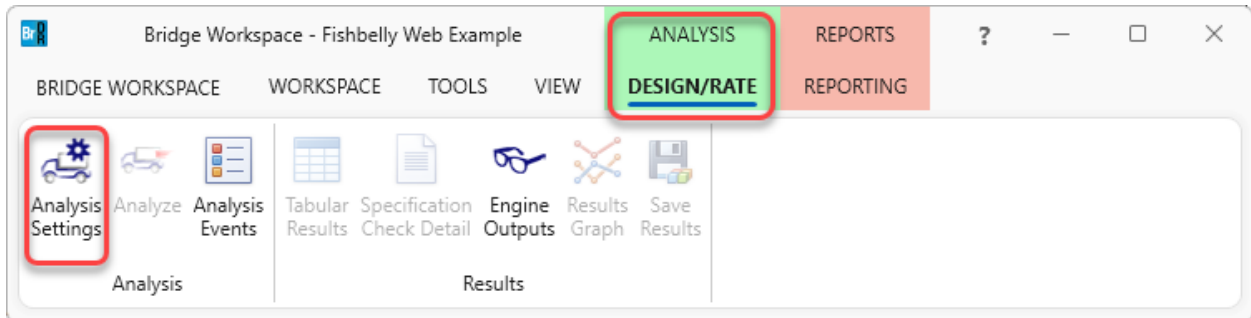 Br R Bridge Workspace - Fishbelly Web Example ANALYSIS REPORTS ?
BRIDGE WORKSPACE WORKSPACE TOOLS VIEW DESIGN/RATE REPORTING
Analysis Settings
Analyze
Analysis Events
Tabular Results
Specification Check Detail
Engine Outputs
Results Graph
Save Results
Analysis Results